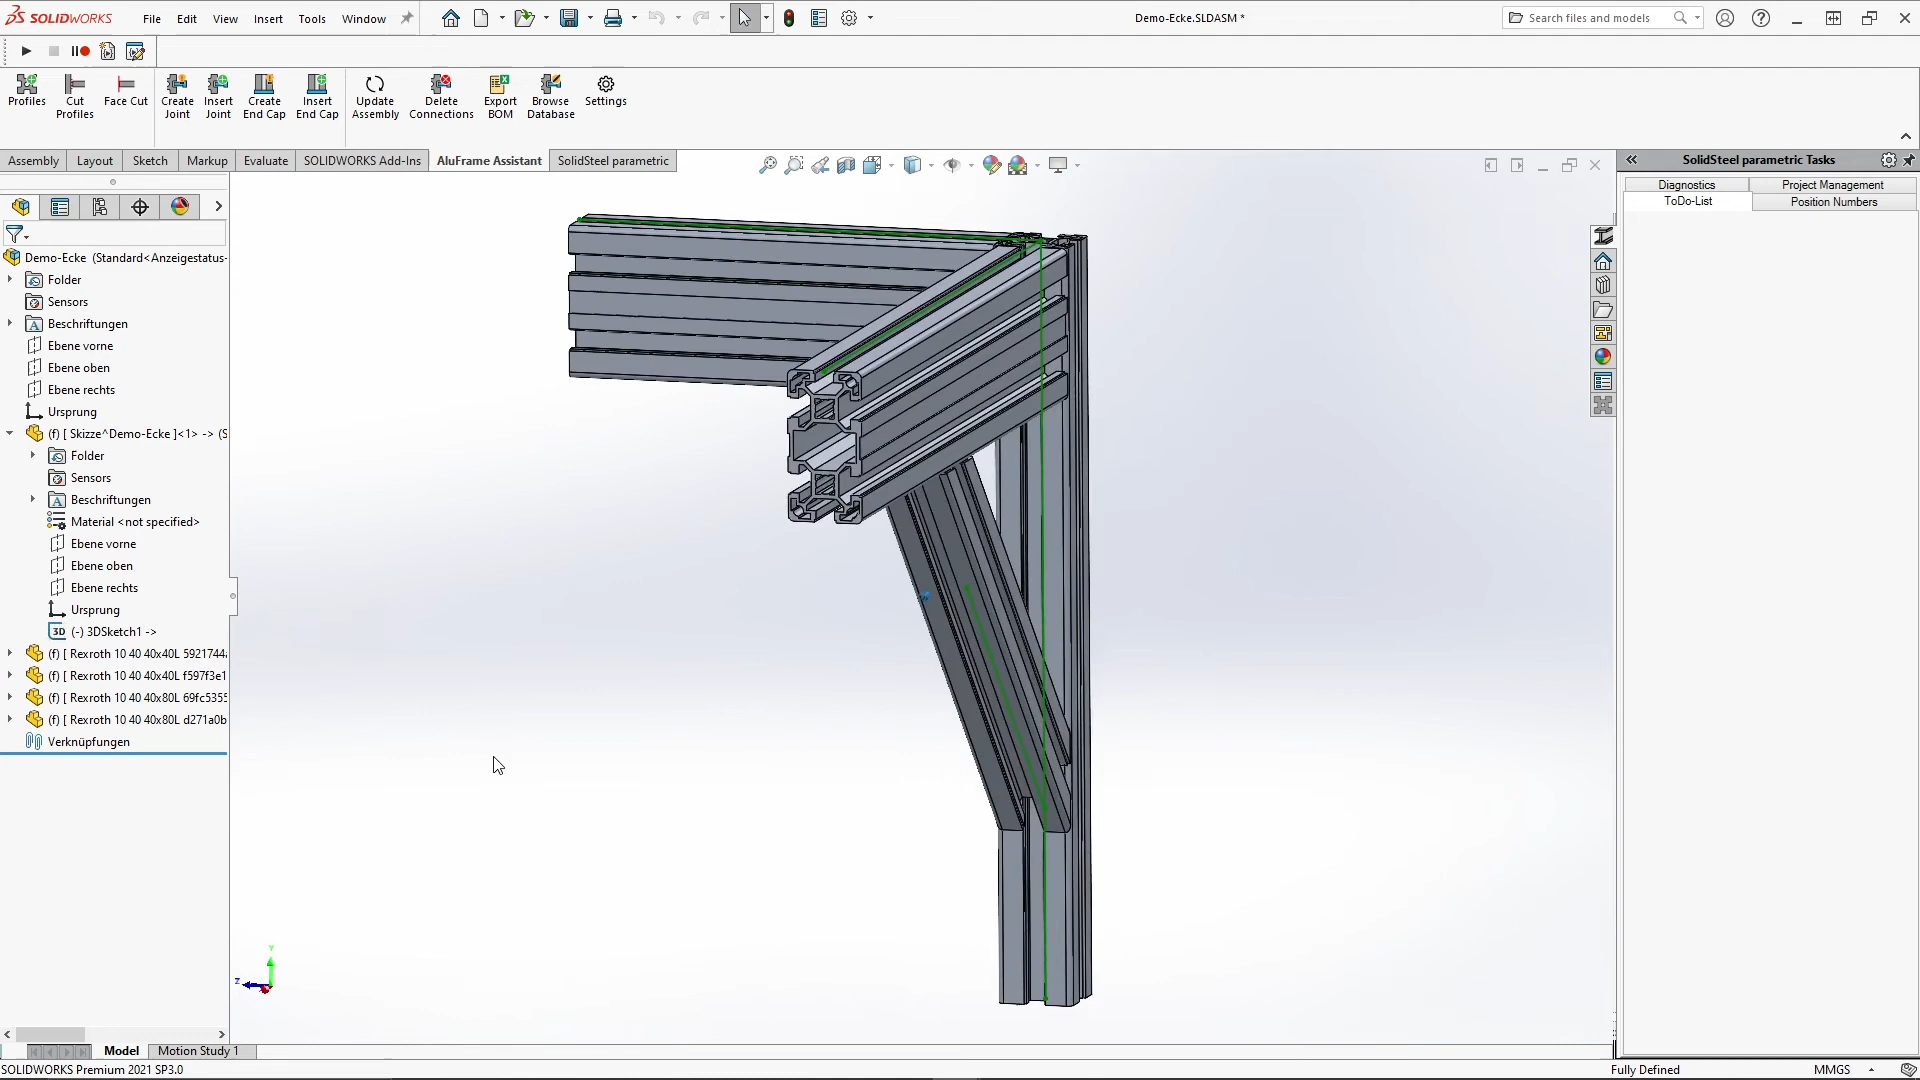 SOLIDWORKS File Edit View Insert Tools Window Demo-Ecke.SLDASM * Search files and models
Profiles
Cut Profiles
Face Cut
Create Joint
Insert Joint
Create End Cap
Insert End Cap
Update Assembly
Delete Connections
Export BOM
Browse Database
Settings
Assembly Layout Sketch Markup Evaluate SOLIDWORKS Add-Ins AluFrame Assistant SolidSteel parametric
SolidSteel parametric Tasks
Diagnostics Project Management
ToDo-List Position Numbers
Demo-Ecke (Standard<Anzeigestatus-
Folder
Sensors
Beschriftungen
Ebene vorne
Ebene oben
Ebene rechts
Ursprung
(f) [ Skizze^Demo-Ecke ]<1> -> (S
Folder
Sensors
Beschriftungen
Material <not specified>
Ebene vorne
Ebene oben
Ebene rechts
Ursprung
3D (-) 3DSketch1 ->
(f) [ Rexroth 10 40 40x40L 5921744
(f) [ Rexroth 10 40 40x40L f597f3e1
(f) [ Rexroth 10 40 40x80L 69fc5355
(f) [ Rexroth 10 40 40x80L d271a0b
Verknüpfungen
Y
Z
Model Motion Study 1
SOLIDWORKS Premium 2021 SP3.0 Fully Defined MMGS